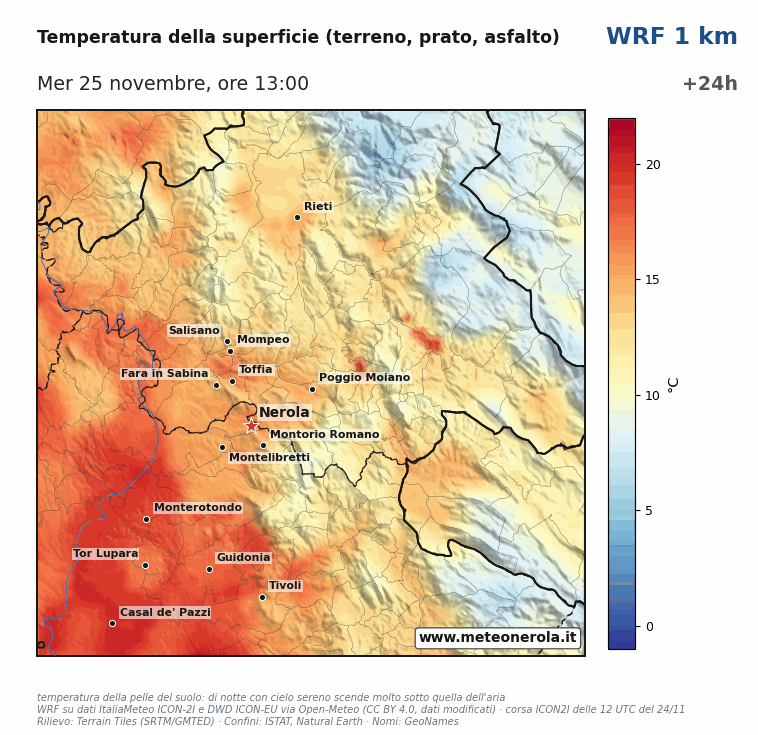 Temperatura della superficie (terreno, prato, asfalto)
WRF 1 km
Mer 25 novembre, ore 13:00
+24h
Rieti
Salisano
Mompeo
Fara in Sabina
Toffia
Poggio Moiano
Nerola
Montorio Romano
Montelibretti
Monterotondo
Tor Lupara
Guidonia
Tivoli
Casal de' Pazzi
www.meteonerola.it
20
15
10
5
0
°C
temperatura della pelle del suolo: di notte con cielo sereno scende molto sotto quella dell'aria
WRF su dati ItaliaMeteo ICON-2I e DWD ICON-EU via Open-Meteo (CC BY 4.0, dati modificati) · corsa ICON2I delle 12 UTC del 24/11
Rilievo: Terrain Tiles (SRTM/GMTED) · Confini: ISTAT, Natural Earth · Nomi: GeoNames